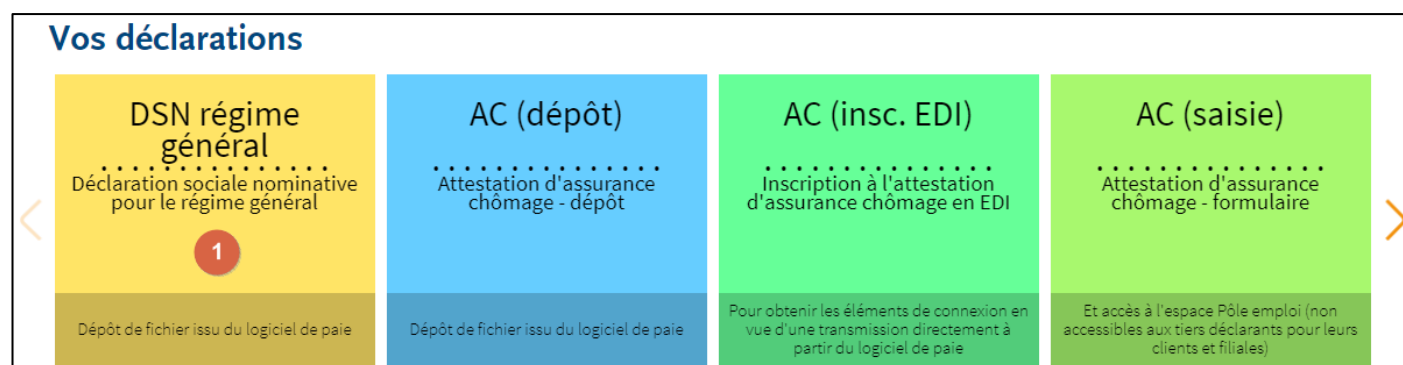 Vos déclarations
DSN régime
général
Déclaration sociale nominative
pour le régime général
1
Dépôt de fichier issu du logiciel de paie
AC (dépôt)
Attestation d'assurance
chômage - dépôt
Dépôt de fichier issu du logiciel de paie
AC (insc. EDI)
Inscription à l'attestation
d'assurance chômage en EDI
Pour obtenir les éléments de connexion en
vue d'une transmission directement à
partir du logiciel de paie
AC (saisie)
Attestation d'assurance
chômage - formulaire
Et accès à l'espace Pôle emploi (non
accessibles aux tiers déclarants pour leurs
clients et filiales)